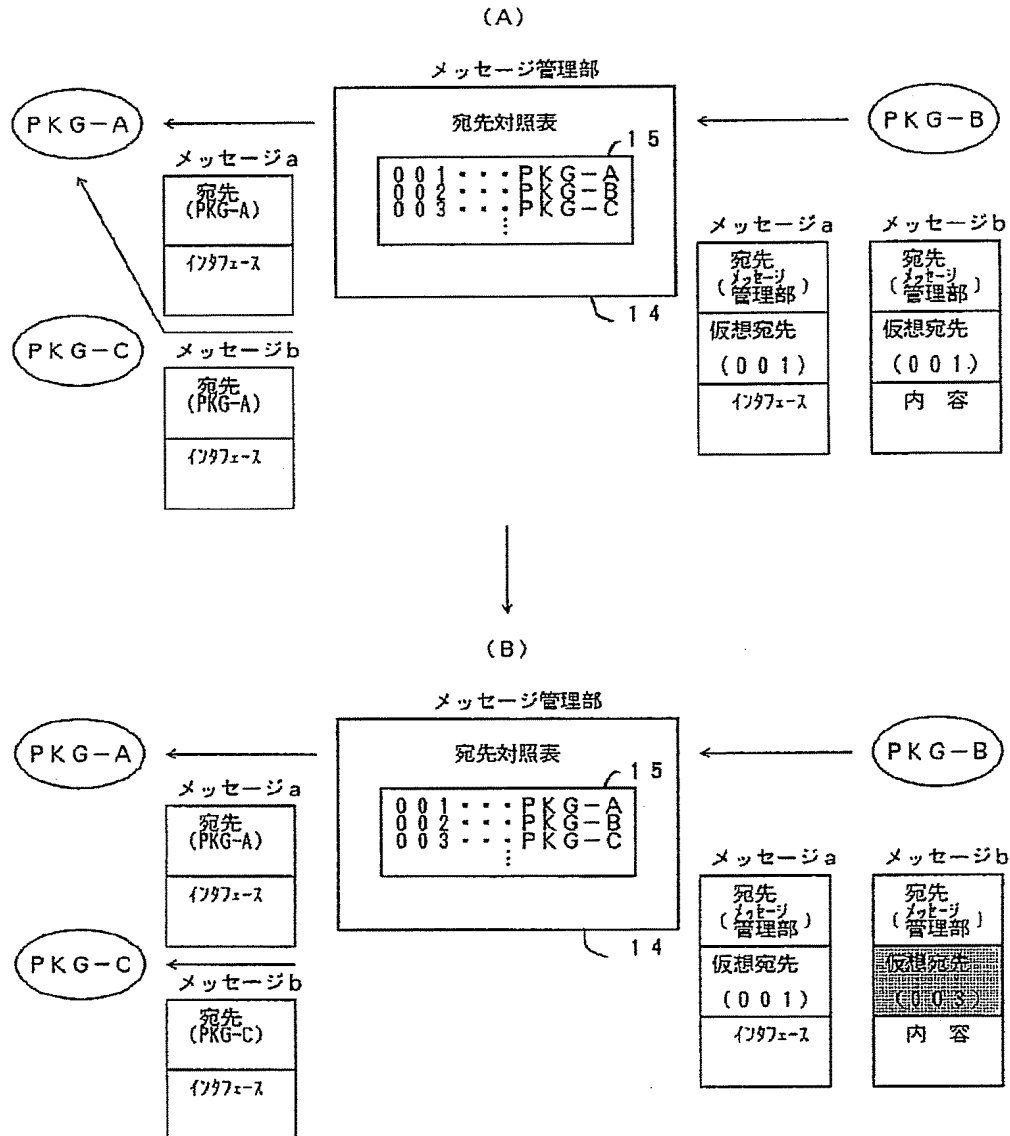 (A)
メッセージ管理部
PKG-A
宛先対照表
PKG-B
15
001・・・PKG-A
002・・・PKG-B
003・・・PKG-C
⋮
14
メッセージa
宛先
(PKG-A)
インタフェース
PKG-C
メッセージb
宛先
(PKG-A)
インタフェース
メッセージa
宛先
(メッセージ
管理部)
仮想宛先
(001)
インタフェース
メッセージb
宛先
(メッセージ
管理部)
仮想宛先
(001)
内 容
(B)
メッセージ管理部
PKG-A
宛先対照表
PKG-B
15
001・・・PKG-A
002・・・PKG-B
003・・・PKG-C
⋮
14
メッセージa
宛先
(PKG-A)
インタフェース
PKG-C
メッセージb
宛先
(PKG-C)
インタフェース
メッセージa
宛先
(メッセージ
管理部)
仮想宛先
(001)
インタフェース
メッセージb
宛先
(メッセージ
管理部)
仮想宛先
(003)
内 容